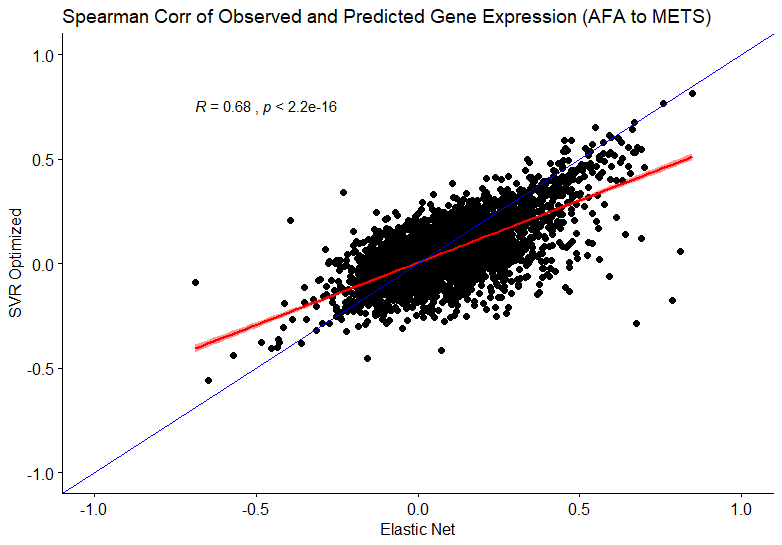 Spearman Corr of Observed and Predicted Gene Expression (AFA to METS)
R = 0.68 , p < 2.2e-16
1.0
0.5
0.0
-0.5
-1.0
SVR Optimized
-1.0 -0.5 0.0 0.5 1.0
Elastic Net